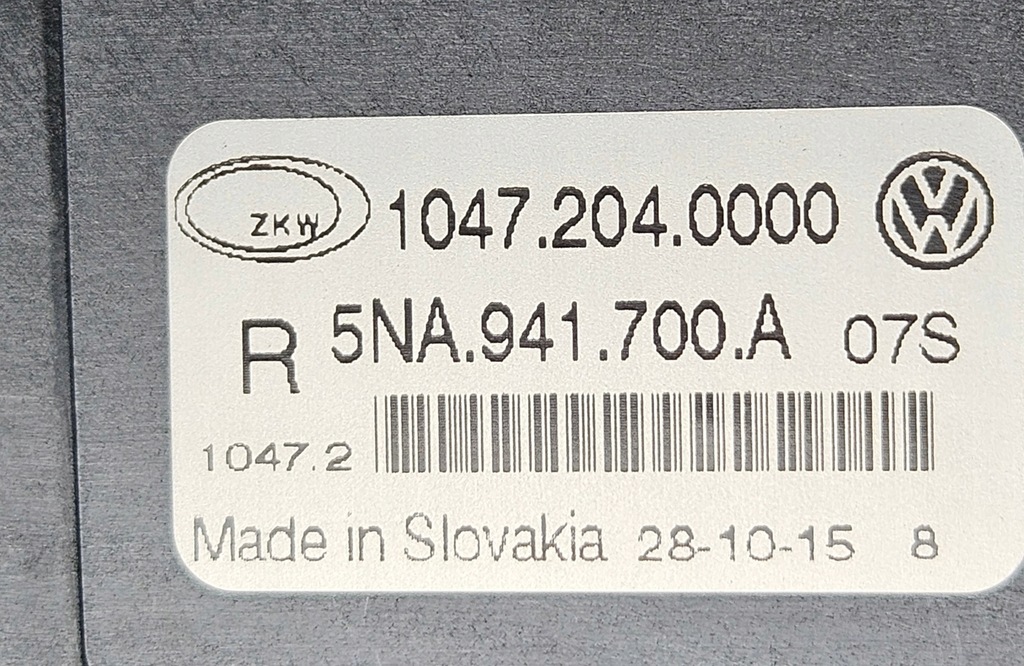 ZKW 1047.204.0000
R 5NA.941.700.A 07S
1047.2
Made in Slovakia 28-10-15 8